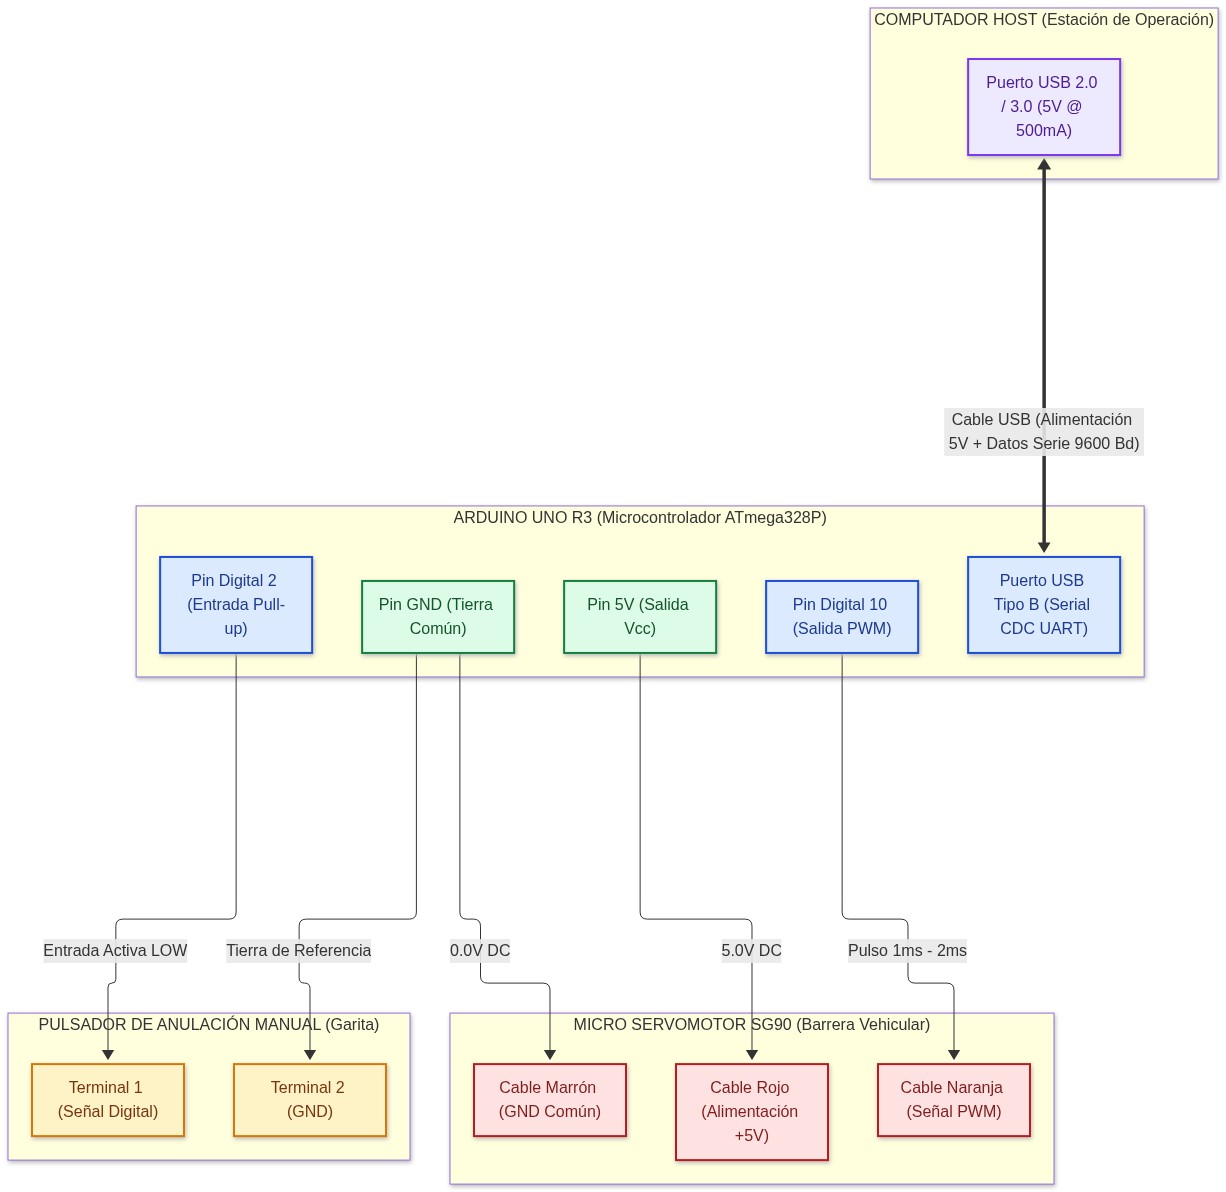 COMPUTADOR HOST (Estación de Operación)
Puerto USB 2.0
/ 3.0 (5V @
500mA)
Cable USB (Alimentación
5V + Datos Serie 9600 Bd)
ARDUINO UNO R3 (Microcontrolador ATmega328P)
Pin Digital 2
(Entrada Pull-
up)
Pin GND (Tierra
Común)
Pin 5V (Salida
Vcc)
Pin Digital 10
(Salida PWM)
Puerto USB
Tipo B (Serial
CDC UART)
Entrada Activa LOW
Tierra de Referencia
0.0V DC
5.0V DC
Pulso 1ms - 2ms
PULSADOR DE ANULACIÓN MANUAL (Garita)
Terminal 1
(Señal Digital)
Terminal 2
(GND)
MICRO SERVOMOTOR SG90 (Barrera Vehicular)
Cable Marrón
(GND Común)
Cable Rojo
(Alimentación
+5V)
Cable Naranja
(Señal PWM)